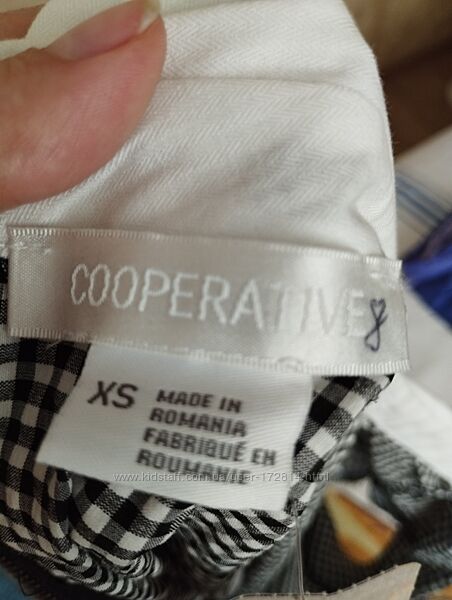 COOPERATIVE
XS
MADE IN
ROMANIA
FABRIQUÉ EN
ROUMANIE